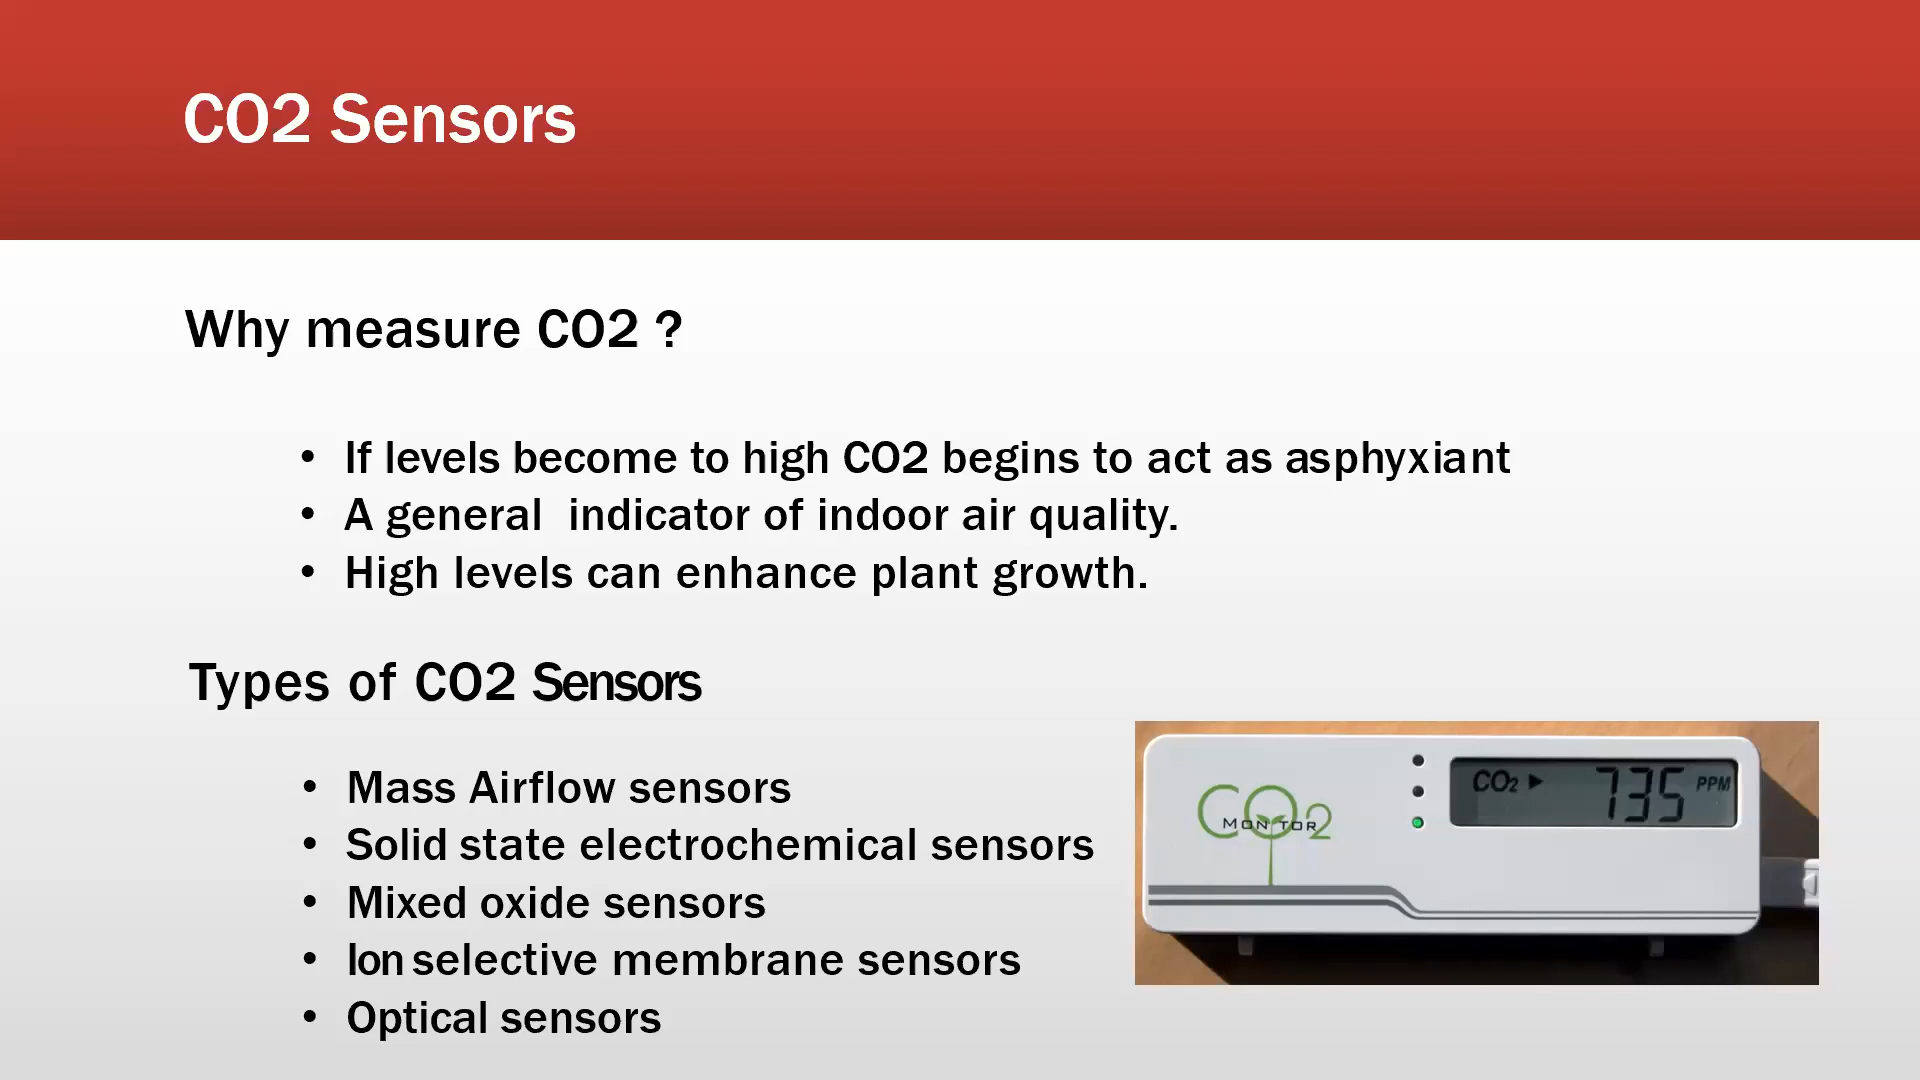 CO2 Sensors
Why measure CO2 ?
• If levels become to high CO2 begins to act as asphyxiant
• A general  indicator of indoor air quality.
• High levels can enhance plant growth.
Types of CO2 Sensors
• Mass Airflow sensors
• Solid state electrochemical sensors
• Mixed oxide sensors
• Ion selective membrane sensors
• Optical sensors
CO2 ► 735 PPM
CO2
MONITOR